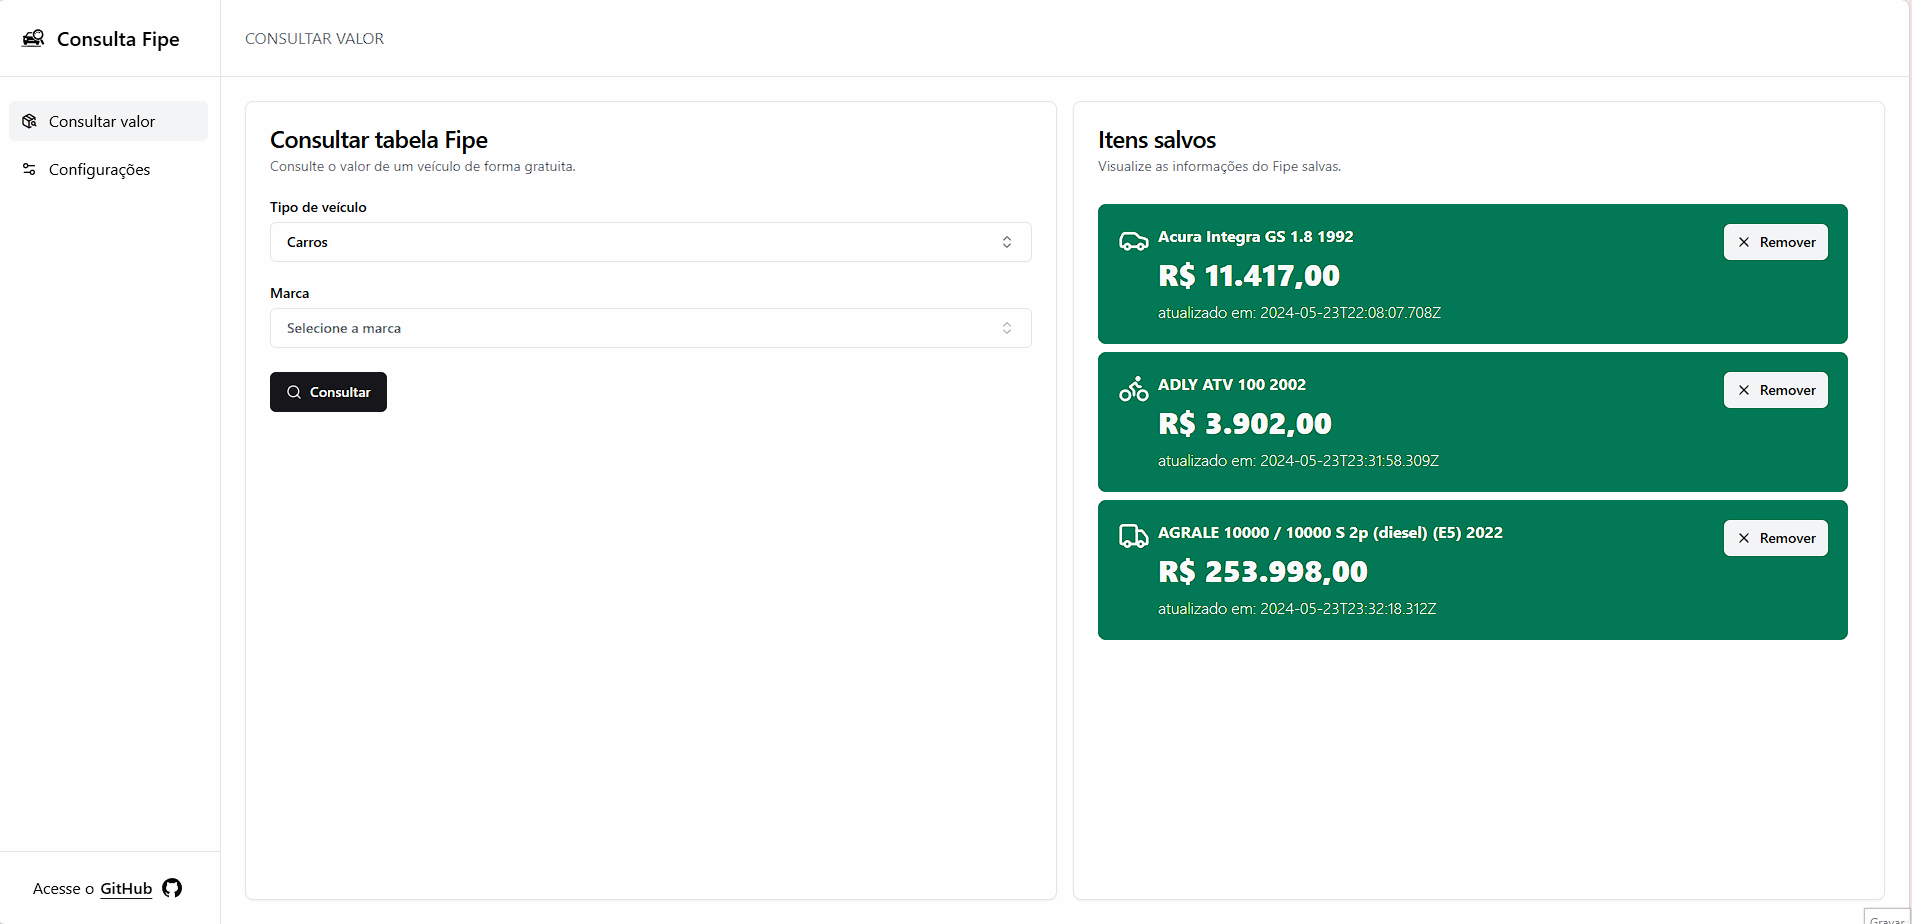 Consulta Fipe
CONSULTAR VALOR
Consultar valor
Configurações
Consultar tabela Fipe
Consulte o valor de um veículo de forma gratuita.
Tipo de veículo
Carros
Marca
Selecione a marca
Consultar
Itens salvos
Visualize as informações do Fipe salvas.
Acura Integra GS 1.8 1992
Remover
R$ 11.417,00
atualizado em: 2024-05-23T22:08:07.708Z
ADLY ATV 100 2002
Remover
R$ 3.902,00
atualizado em: 2024-05-23T23:31:58.309Z
AGRALE 10000 / 10000 S 2p (diesel) (E5) 2022
Remover
R$ 253.998,00
atualizado em: 2024-05-23T23:32:18.312Z
Acesse o GitHub
Gravar